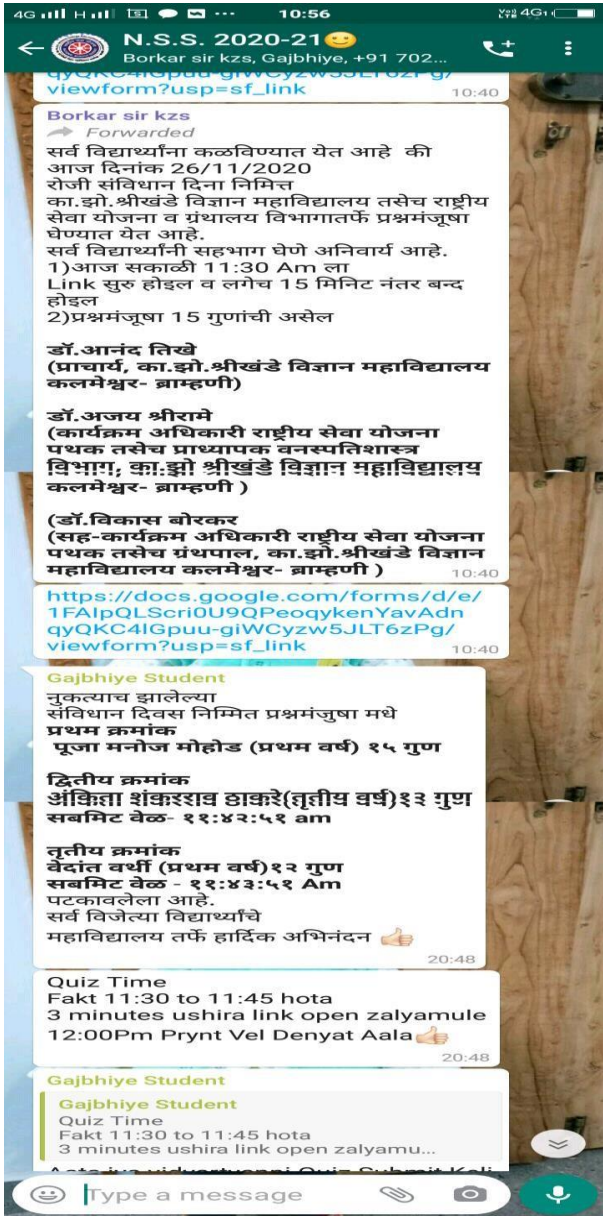 4G H 10:56 4G
N.S.S. 2020-21
Borkar sir kzs, Gajbhiye, +91 702...
viewform?usp=sf_link 10:40
Borkar sir kzs
Forwarded
सर्व विद्यार्थ्यांना कळविण्यात येत आहे की
आज दिनांक 26/11/2020
रोजी संविधान दिना निमित्त
का.झो.श्रीखंडे विज्ञान महाविद्यालय तसेच राष्ट्रीय
सेवा योजना व ग्रंथालय विभागातर्फे प्रश्नमंजूषा
घेण्यात येत आहे.
सर्व विद्यार्थ्यांनी सहभाग घेणे अनिवार्य आहे.
1)आज सकाळी 11:30 Am ला
Link सुरु होइल व लगेच 15 मिनिट नंतर बन्द
होइल
2)प्रश्नमंजूषा 15 गुणांची असेल
डॉ.आनंद तिखे
(प्राचार्य, का.झो.श्रीखंडे विज्ञान महाविद्यालय
कलमेश्वर- ब्राम्हणी)
डॉ.अजय श्रीरामे
(कार्यक्रम अधिकारी राष्ट्रीय सेवा योजना
पथक तसेच प्राध्यापक वनस्पतिशास्त्र
विभाग, का.झो श्रीखंडे विज्ञान महाविद्यालय
कलमेश्वर- ब्राम्हणी )
(डॉ.विकास बोरकर
(सह-कार्यक्रम अधिकारी राष्ट्रीय सेवा योजना
पथक तसेच ग्रंथपाल, का.झो.श्रीखंडे विज्ञान
महाविद्यालय कलमेश्वर- ब्राम्हणी ) 10:40
https://docs.google.com/forms/d/e/
1FAIpQLScri0U9QPeoqykenYavAdn
qyQKC4lGpuu-giWCyzw5JLT6zPg/
viewform?usp=sf_link 10:40
Gajbhiye Student
नुकत्याच झालेल्या
संविधान दिवस निम्मित प्रश्नमंजुषा मधे
प्रथम क्रमांक
पूजा मनोज मोहोड (प्रथम वर्ष) १५ गुण
द्वितीय क्रमांक
अंकिता शंकरराव ठाकरे(तृतीय वर्ष)१२ गुण
सबमिट वेळ- ११:४२:५१ am
तृतीय क्रमांक
वेदांत वर्थी (प्रथम वर्ष)१२ गुण
सबमिट वेळ - ११:४३:५१ Am
पटकावलेला आहे.
सर्व विजेत्या विद्यार्थ्यांचे
महाविद्यालय तर्फे हार्दिक अभिनंदन 20:48
Quiz Time
Fakt 11:30 to 11:45 hota
3 minutes ushira link open zalyamule
12:00Pm Prynt Vel Denyat Aala 20:48
Gajbhiye Student
Gajbhiye Student
Quiz Time
Fakt 11:30 to 11:45 hota
3 minutes ushira link open zalyamu...
Type a message